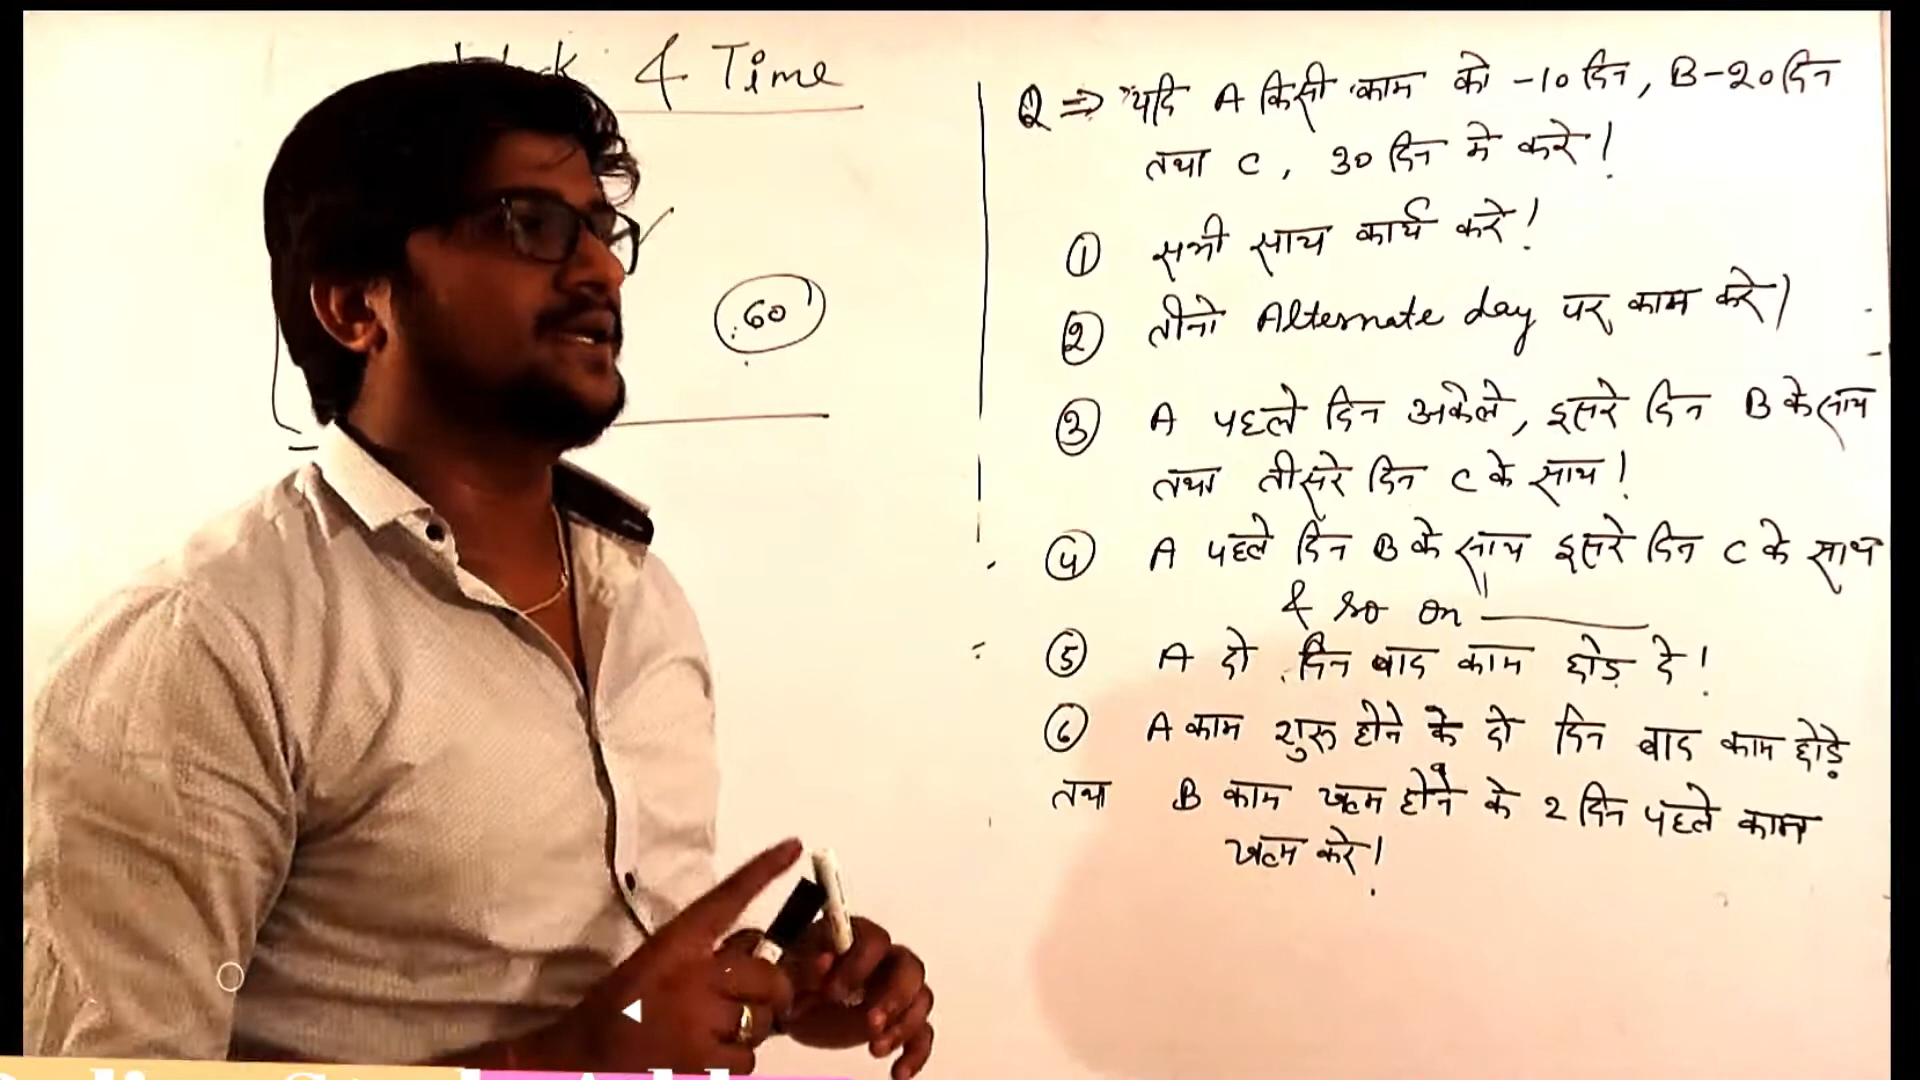 & Time
60
Q ⇒ यदि A किसी काम को -10 दिन, B-20 दिन
तथा C, 30 दिन मे करे!
① सभी साथ कार्य करे!
② तीनो Alternate day पर काम करे!
③ A पहले दिन अकेले, दूसरे दिन B के साथ
तथा तीसरे दिन C के साथ!
④ A पहले दिन B के साथ दूसरे दिन C के साथ
& so on
⑤ A दो दिन बाद काम छोड़ दे!
⑥ A काम शुरू होने के दो दिन बाद काम छोड़े
तथा B काम खत्म होने के 2 दिन पहले काम
खत्म करे!